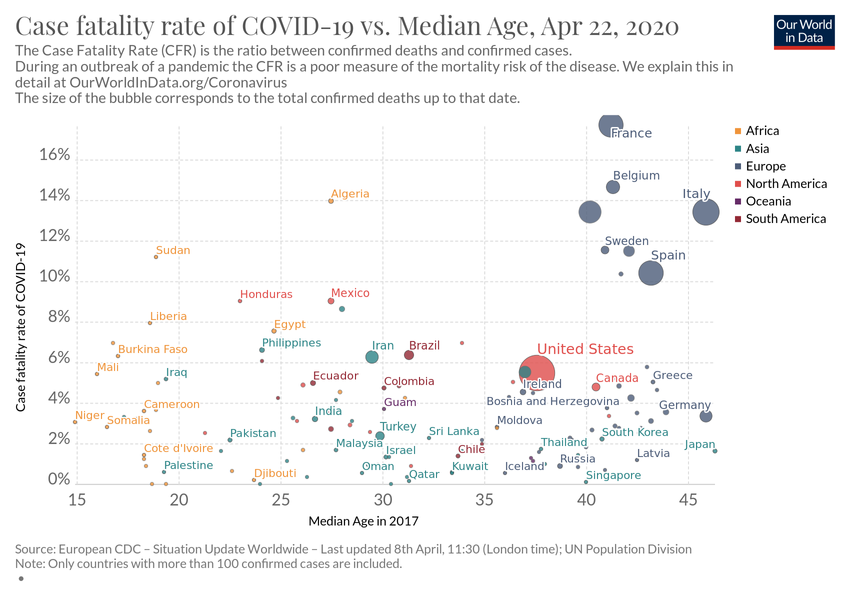 Case fatality rate of COVID-19 vs. Median Age, Apr 22, 2020
Our World
in Data
The Case Fatality Rate (CFR) is the ratio between confirmed deaths and confirmed cases.
During an outbreak of a pandemic the CFR is a poor measure of the mortality risk of the disease. We explain this in
detail at OurWorldInData.org/Coronavirus
The size of the bubble corresponds to the total confirmed deaths up to that date.
Africa
Asia
Europe
North America
Oceania
South America
Case fatality rate of COVID-19
16%
14%
12%
10%
8%
6%
4%
2%
0%
France
Belgium
Italy
Algeria
Sweden
Sudan
Spain
Honduras
Mexico
Liberia
Egypt
Philippines
Iran
Brazil
United States
Burkina Faso
Mali
Iraq
Ecuador
Colombia
Ireland
Canada
Greece
Guam
Bosnia and Herzegovina
Germany
Cameroon
India
Niger
Somalia
Turkey
Moldova
Pakistan
Sri Lanka
South Korea
Cote d'Ivoire
Malaysia
Israel
Chile
Thailand
Japan
Latvia
Palestine
Oman
Kuwait
Iceland
Russia
Djibouti
Qatar
Singapore
15
20
25
30
35
40
45
Median Age in 2017
Source: European CDC – Situation Update Worldwide – Last updated 8th April, 11:30 (London time); UN Population Division
Note: Only countries with more than 100 confirmed cases are included.